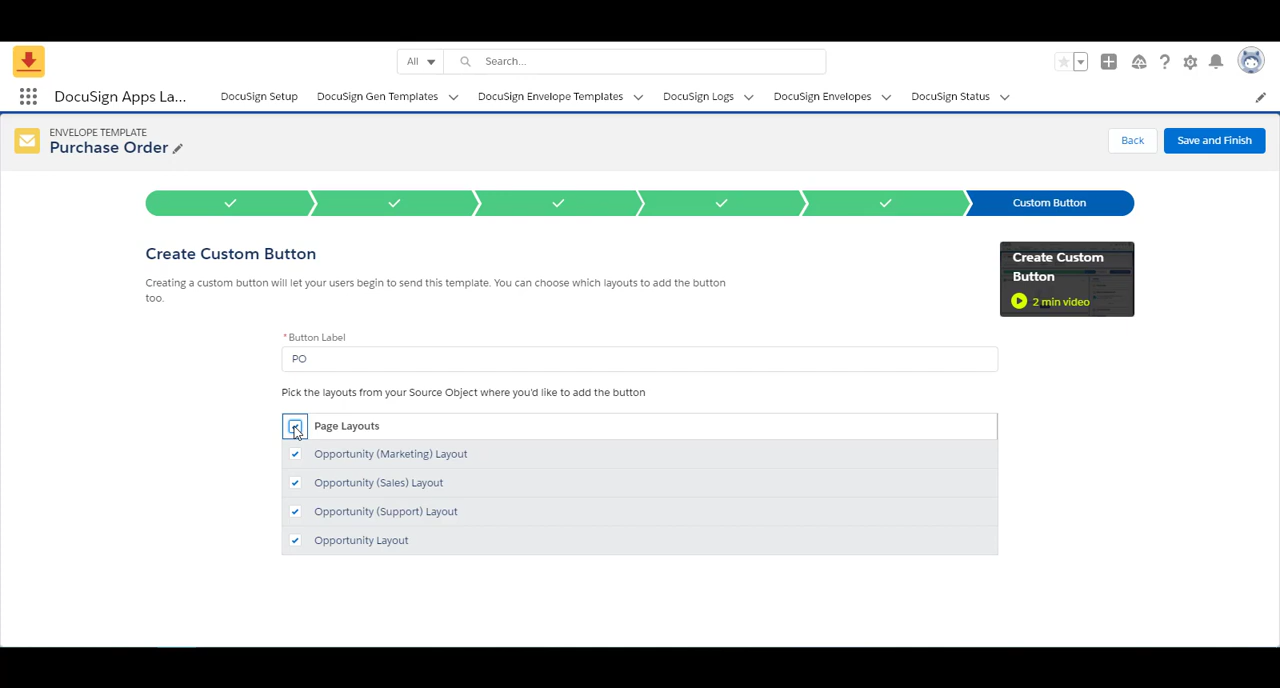 All
Search...
DocuSign Apps La...
DocuSign Setup
DocuSign Gen Templates
DocuSign Envelope Templates
DocuSign Logs
DocuSign Envelopes
DocuSign Status
ENVELOPE TEMPLATE
Purchase Order
Back
Save and Finish
Custom Button
Create Custom Button
Creating a custom button will let your users begin to send this template. You can choose which layouts to add the button
too.
Create Custom
Button
2 min video
*Button Label
PO
Pick the layouts from your Source Object where you'd like to add the button
Page Layouts
Opportunity (Marketing) Layout
Opportunity (Sales) Layout
Opportunity (Support) Layout
Opportunity Layout